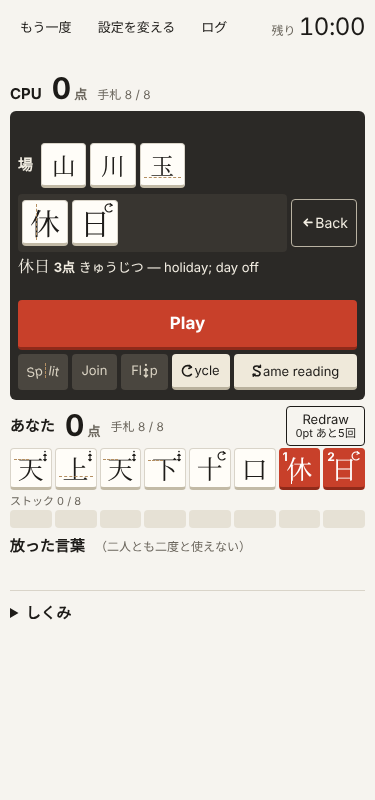 もう一度 設定を変える ログ 残り 10:00
CPU 0点 手札 8 / 8
場 山 川 玉
休 日 ←Back
休日 3点 きゅうじつ — holiday; day off
Play
Split Join Flip Cycle Same reading
あなた 0点 手札 8 / 8 Redraw
0pt あと5回
天 上 天 下 十 口 1 休 2 日
ストック 0 / 8
放った言葉 （二人とも二度と使えない）
▶ しくみ